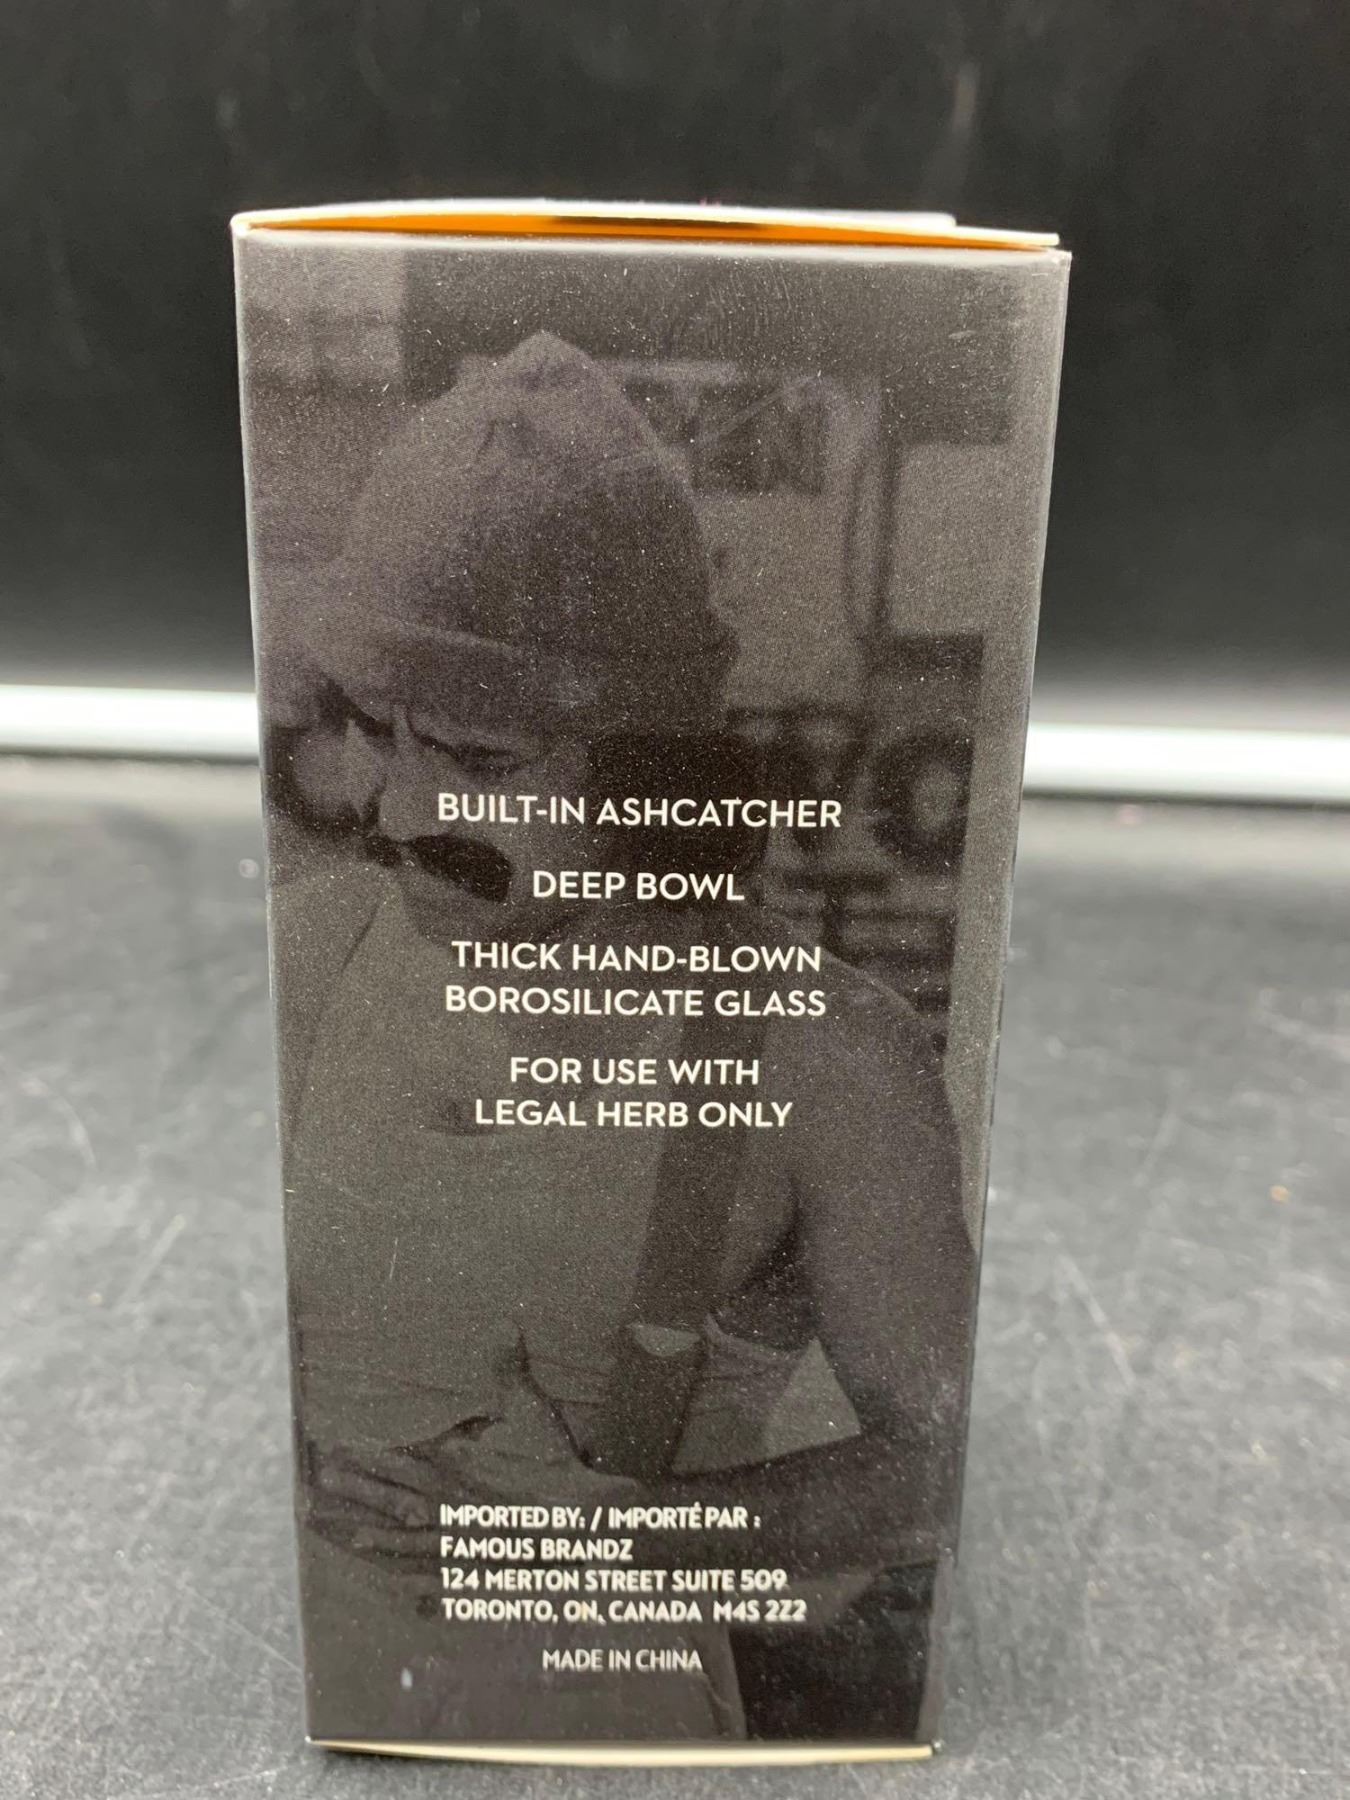 BUILT-IN ASHCATCHER
DEEP BOWL
THICK HAND-BLOWN
BOROSILICATE GLASS
FOR USE WITH
LEGAL HERB ONLY
IMPORTED BY: / IMPORTÉ PAR :
FAMOUS BRANDZ
124 MERTON STREET SUITE 509
TORONTO, ON, CANADA M4S 2Z2
MADE IN CHINA